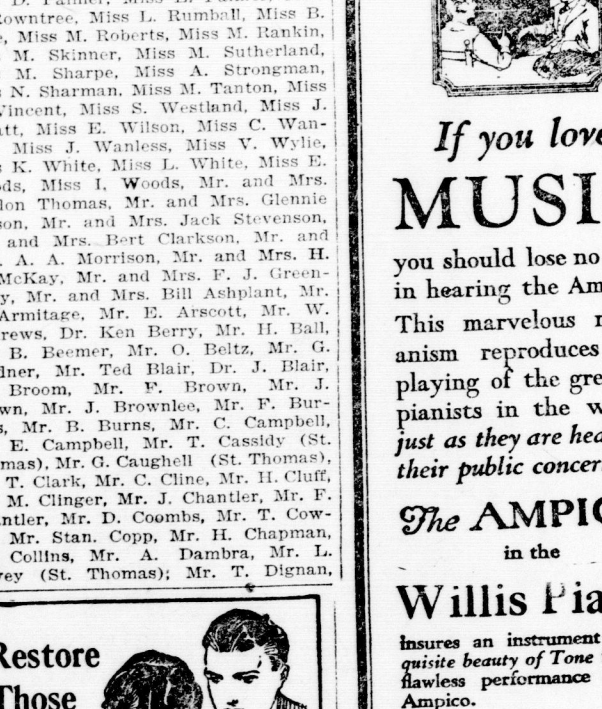 Rowntree, Miss L. Rumball, Miss B.
Miss M. Roberts, Miss M. Rankin,
M. Skinner, Miss M. Sutherland,
M. Sharpe, Miss A. Strongman,
N. Sharman, Miss M. Tanton, Miss
Vincent, Miss S. Westland, Miss J.
att, Miss E. Wilson, Miss C. Wan-
Miss J. Wanless, Miss V. Wylie,
K. White, Miss L. White, Miss E.
ds, Miss I. Woods, Mr. and Mrs.
don Thomas, Mr. and Mrs. Glennie
son, Mr. and Mrs. Jack Stevenson,
and Mrs. Bert Clarkson, Mr. and
A. A. Morrison, Mr. and Mrs. H.
McKay, Mr. and Mrs. F. J. Green-
y, Mr. and Mrs. Bill Ashplant, Mr.
Armitage, Mr. E. Arscott, Mr. W.
rews, Dr. Ken Berry, Mr. H. Ball,
B. Beemer, Mr. O. Beltz, Mr. G.
dner, Mr. Ted Blair, Dr. J. Blair,
Broom, Mr. F. Brown, Mr. J.
wn, Mr. J. Brownlee, Mr. F. Bur-
s, Mr. B. Burns, Mr. C. Campbell,
E. Campbell, Mr. T. Cassidy (St.
mas), Mr. G. Caughell (St. Thomas),
T. Clark, Mr. C. Cline, Mr. H. Cluff,
M. Clinger, Mr. J. Chantler, Mr. F.
antler, Mr. D. Coombs, Mr. T. Cow-
Mr. Stan. Copp, Mr. H. Chapman,
Collins, Mr. A. Dambra, Mr. L.
vey (St. Thomas); Mr. T. Dignan,
Restore
Those
If you love
MUSI
you should lose no
in hearing the Am
This marvelous m
anism reproduces
playing of the gre
pianists in the w
just as they are hea
their public concer
The AMPIC
in the
Willis Pia
insures an instrument
quisite beauty of Tone
flawless performance
Ampico.